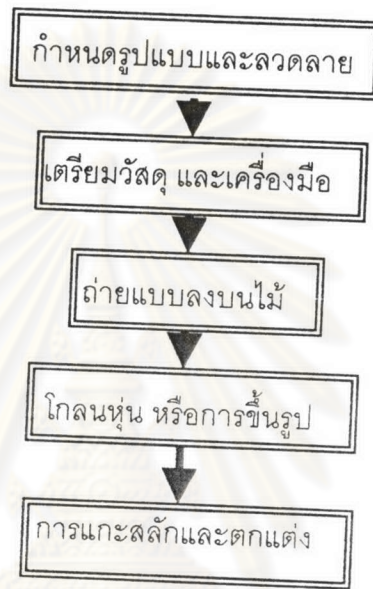 กำหนดรูปแบบและลวดลาย
เตรียมวัสดุ และเครื่องมือ
ถ่ายแบบลงบนไม้
โกลนหุ่น หรือการขึ้นรูป
การแกะสลักและตกแต่ง